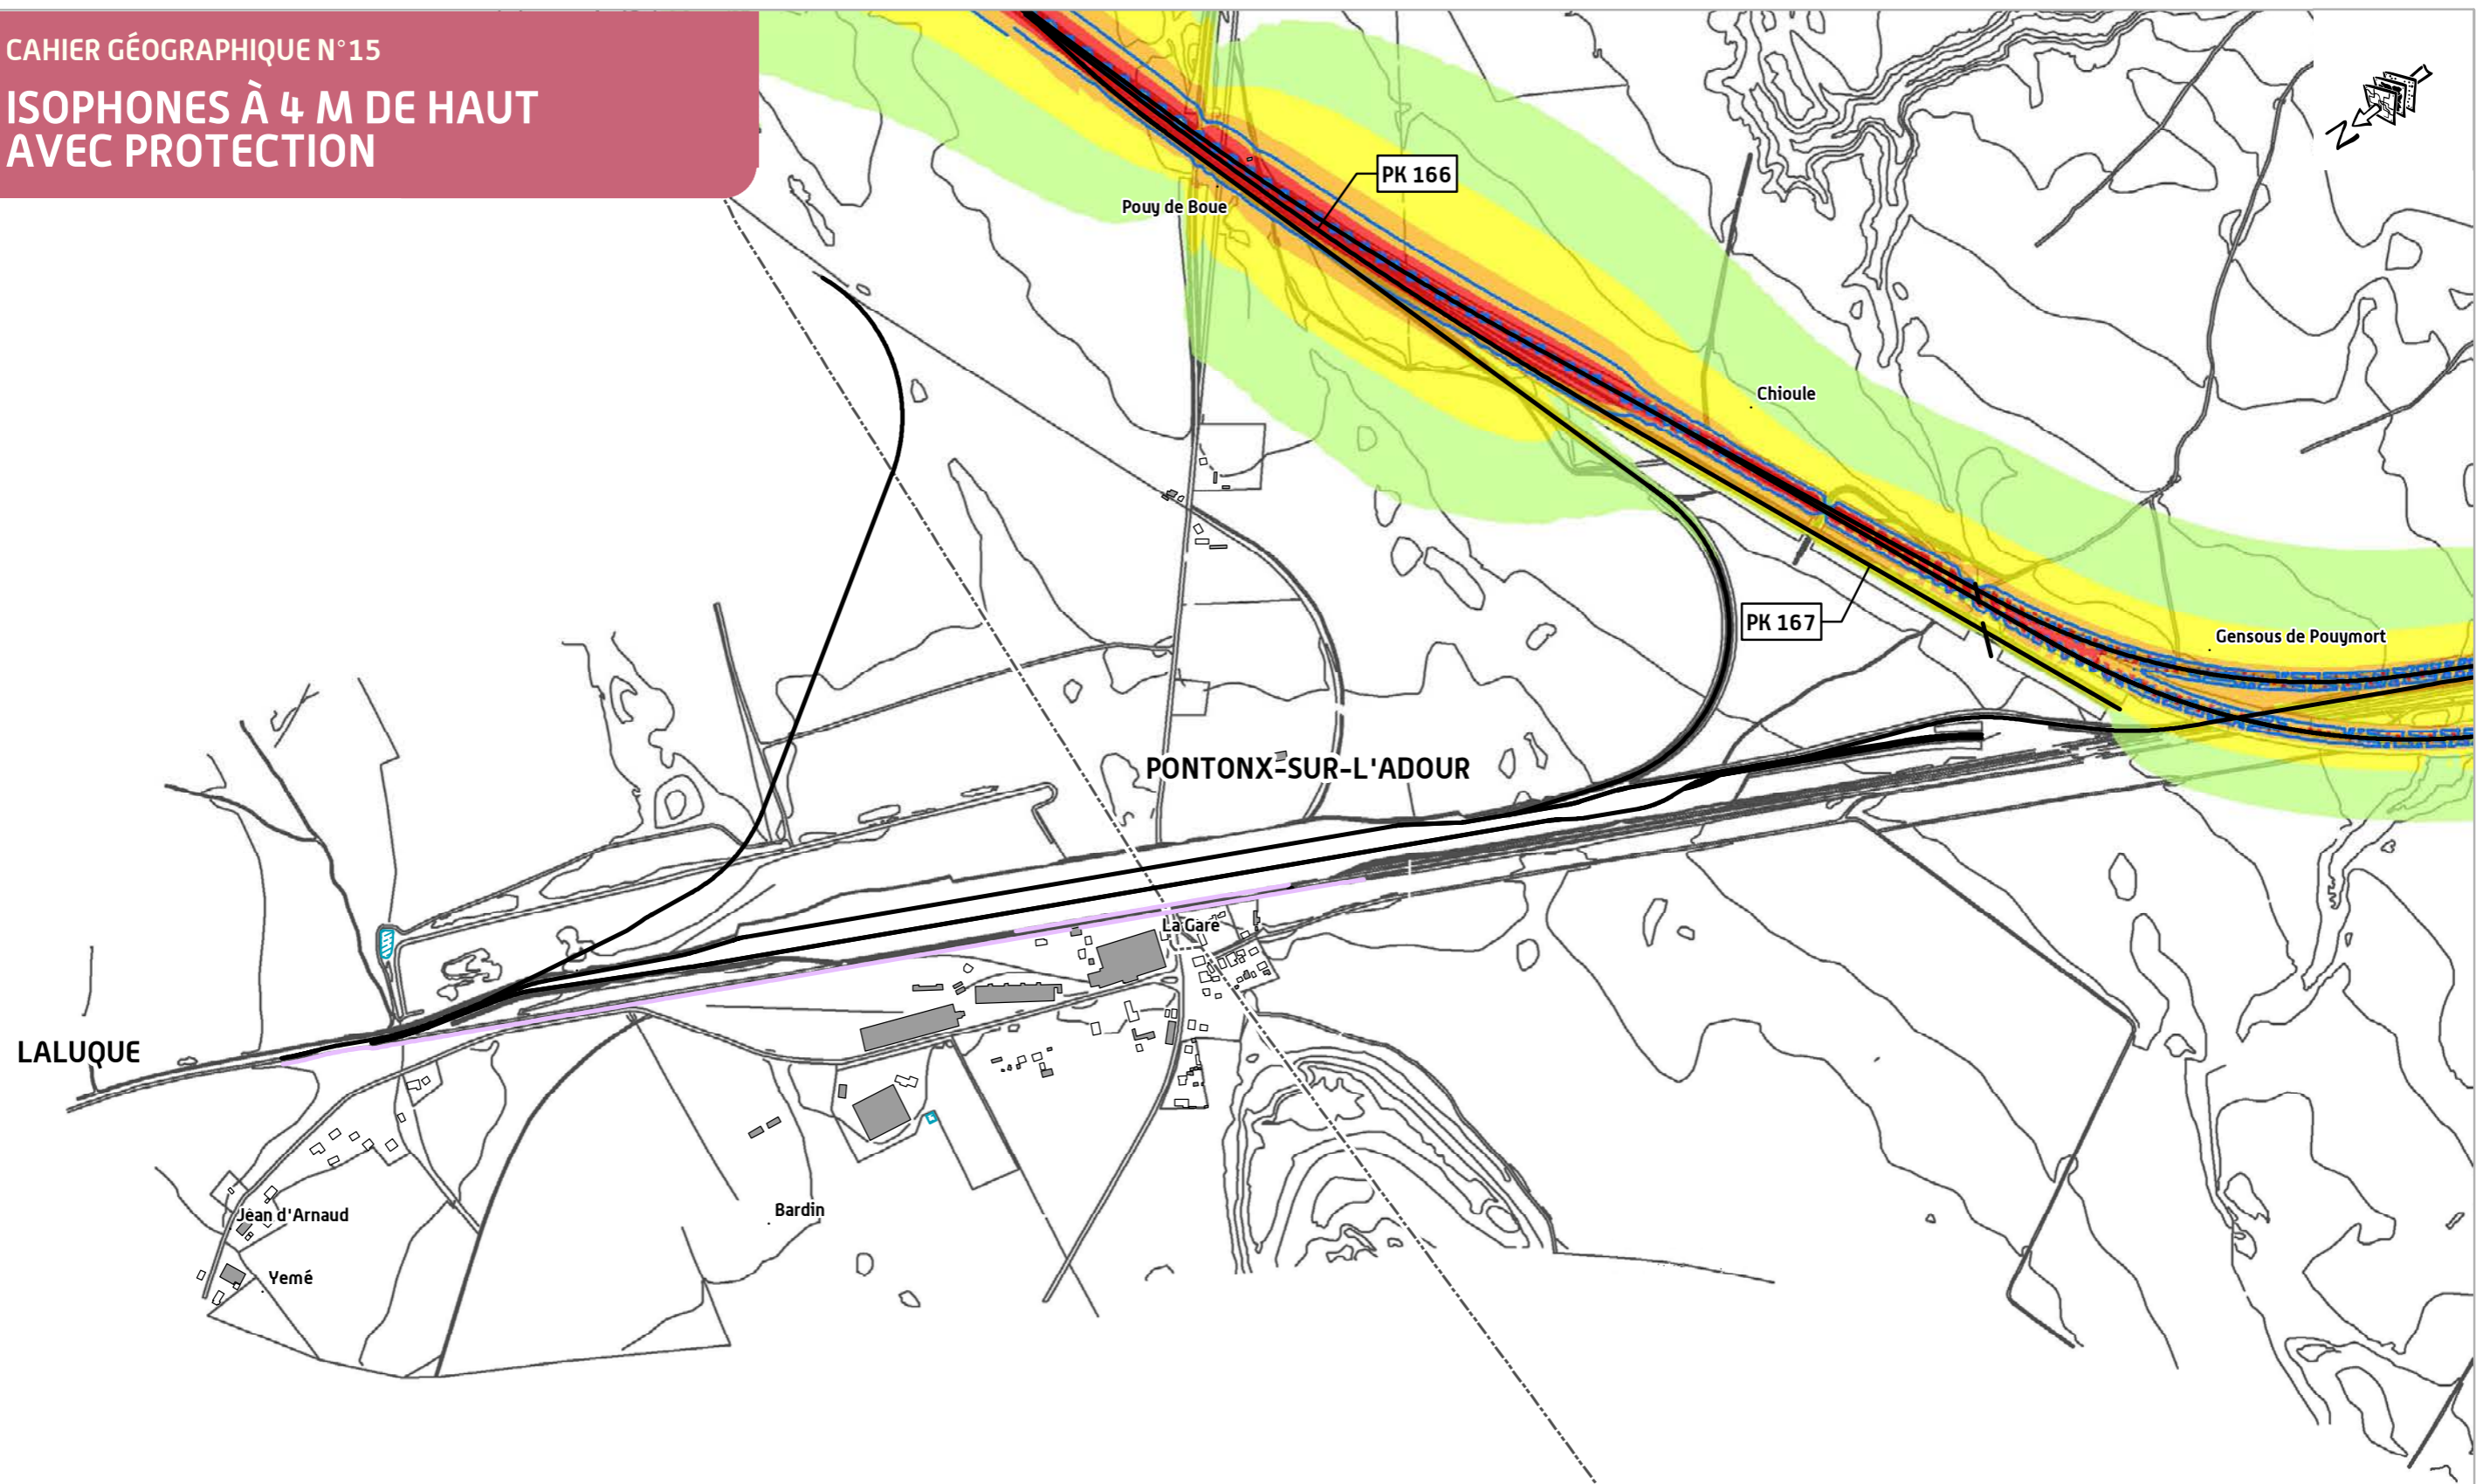 CAHIER GÉOGRAPHIQUE N°15
ISOPHONES À 4 M DE HAUT
AVEC PROTECTION
N
PK 166
Pouy de Boue
Chioule
PK 167
Gensous de Pouymort
PONTONX-SUR-L'ADOUR
La Gare
LALUQUE
Jean d'Arnaud
Bardin
Yemé